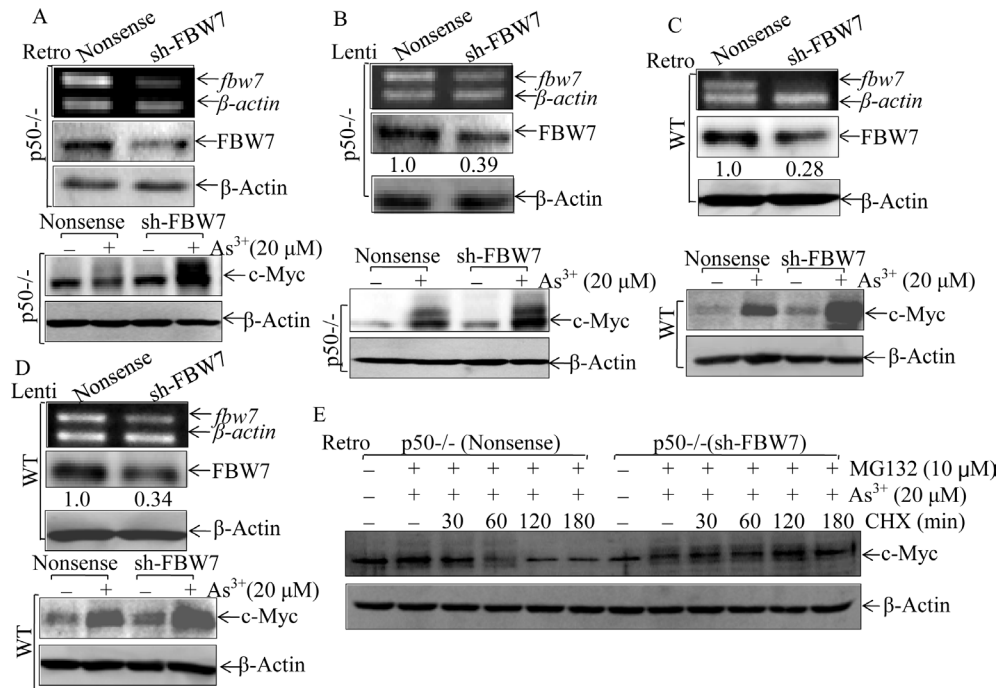 A
Retro Nonsense sh-FBW7
fbw7
β-actin
p50-/-
FBW7
β-Actin
Nonsense sh-FBW7
– + – + As³⁺(20 μM)
c-Myc
p50-/-
β-Actin
B
Lenti Nonsense sh-FBW7
fbw7
β-actin
p50-/-
FBW7
1.0 0.39
β-Actin
Nonsense sh-FBW7
– + – + As³⁺ (20 μM)
c-Myc
p50-/-
β-Actin
C
Retro Nonsense sh-FBW7
fbw7
β-actin
WT
FBW7
1.0 0.28
β-Actin
Nonsense sh-FBW7
– + – + As³⁺ (20 μM)
c-Myc
WT
β-Actin
D
Lenti Nonsense sh-FBW7
fbw7
β-actin
WT
FBW7
1.0 0.34
β-Actin
Nonsense sh-FBW7
– + – + As³⁺(20 μM)
c-Myc
WT
β-Actin
E
Retro p50-/- (Nonsense) p50-/-(sh-FBW7)
– + + + + + – + + + + + MG132 (10 μM)
– + + + + + – + + + + + As³⁺ (20 μM)
– – 30 60 120 180 – – 30 60 120 180 CHX (min)
c-Myc
β-Actin